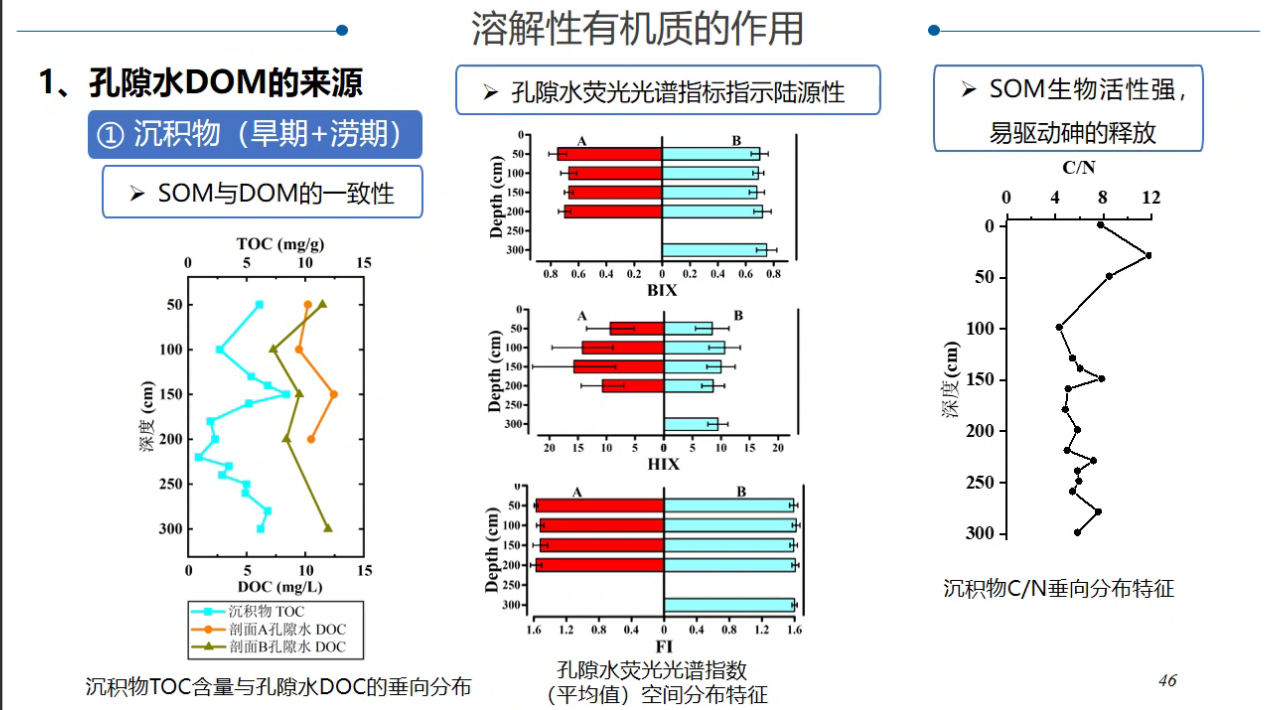 溶解性有机质的作用
1、孔隙水DOM的来源
① 沉积物（旱期+涝期）
➢ SOM与DOM的一致性
TOC (mg/g)
0 5 10 15
50
100
150
200
250
300
深度 (cm)
0 5 10 15
DOC (mg/L)
沉积物 TOC
剖面A孔隙水 DOC
剖面B孔隙水 DOC
沉积物TOC含量与孔隙水DOC的垂向分布
➢ 孔隙水荧光光谱指标指示陆源性
A B
0
50
100
150
200
250
300
Depth (cm)
0.8 0.6 0.4 0.2 0 0.2 0.4 0.6 0.8
BIX
A B
0
50
100
150
200
250
300
Depth (cm)
20 15 10 5 0 5 10 15 20
HIX
A B
0
50
100
150
200
250
300
Depth (cm)
1.6 1.2 0.8 0.4 0 0.4 0.8 1.2 1.6
FI
孔隙水荧光光谱指数
（平均值）空间分布特征
➢ SOM生物活性强，
易驱动砷的释放
C/N
0 4 8 12
0
50
100
150
200
250
300
深度 (cm)
沉积物C/N垂向分布特征
46